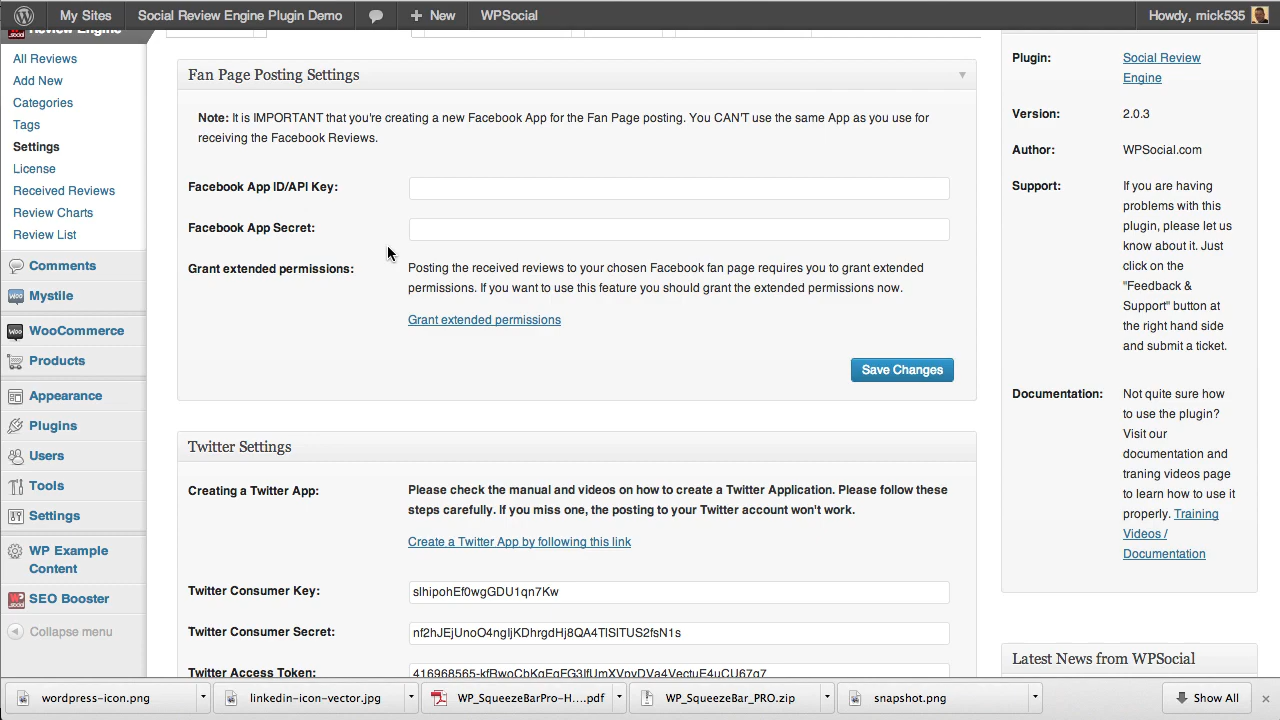 My Sites
Social Review Engine Plugin Demo
New
WPSocial
Howdy, mick535
Review Engine
All Reviews
Add New
Categories
Tags
Settings
License
Received Reviews
Review Charts
Review List
Comments
Mystile
WooCommerce
Products
Appearance
Plugins
Users
Tools
Settings
WP Example
Content
SEO Booster
Collapse menu
Fan Page Posting Settings
Note: It is IMPORTANT that you're creating a new Facebook App for the Fan Page posting. You CAN'T use the same App as you use for
receiving the Facebook Reviews.
Facebook App ID/API Key:
Facebook App Secret:
Grant extended permissions:
Posting the received reviews to your chosen Facebook fan page requires you to grant extended
permissions. If you want to use this feature you should grant the extended permissions now.
Grant extended permissions
Save Changes
Twitter Settings
Creating a Twitter App:
Please check the manual and videos on how to create a Twitter Application. Please follow these
steps carefully. If you miss one, the posting to your Twitter account won't work.
Create a Twitter App by following this link
Twitter Consumer Key:
Twitter Consumer Secret:
Twitter Access Token:
Plugin:
Social Review
Engine
Version:
2.0.3
Author:
WPSocial.com
Support:
If you are having
problems with this
plugin, please let us
know about it. Just
click on the
"Feedback &
Support" button at
the right hand side
and submit a ticket.
Documentation:
Not quite sure how
to use the plugin?
Visit our
documentation and
traning videos page
to learn how to use it
properly. Training
Videos /
Documentation
Latest News from WPSocial
wordpress-icon.png
linkedin-icon-vector.jpg
WP_SqueezeBarPro-H....pdf
WP_SqueezeBar_PRO.zip
snapshot.png
Show All